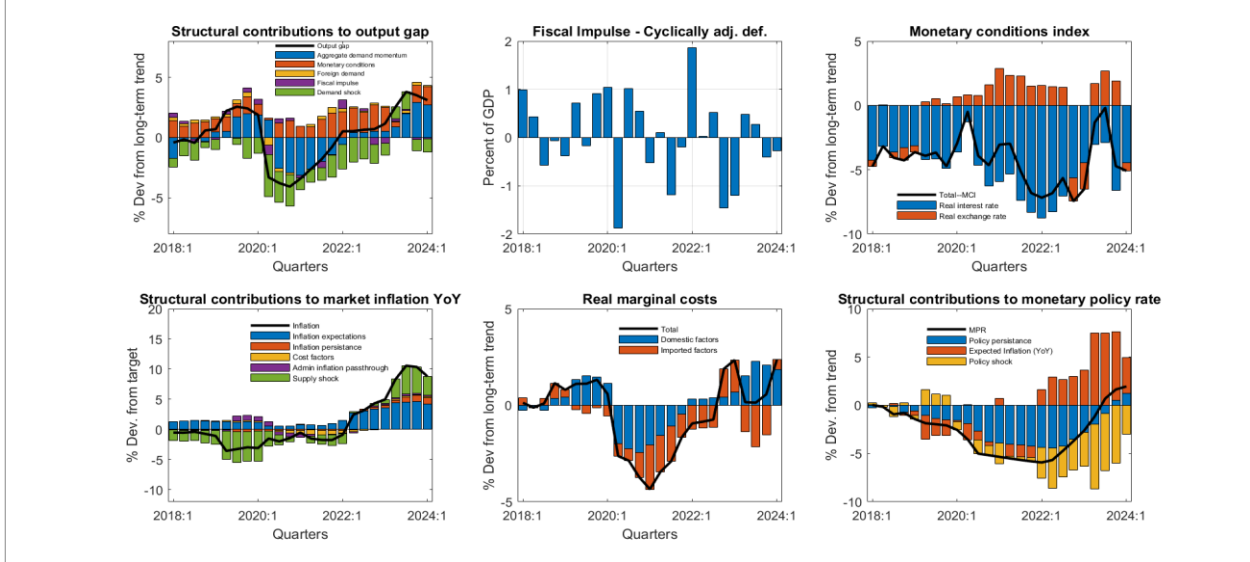 Structural contributions to output gap
% Dev from long-term trend
5
0
-5
Output gap
Aggregate demand momentum
Monetary conditions
Foreign demand
Fiscal impulse
Demand shock
2018:1 2020:1 2022:1 2024:1
Quarters
Fiscal Impulse - Cyclically adj. def.
Percent of GDP
2
1
0
-1
-2
2018:1 2020:1 2022:1 2024:1
Quarters
Monetary conditions index
% Dev from long-term trend
5
0
-5
-10
Total--MCI
Real interest rate
Real exchange rate
2018:1 2020:1 2022:1 2024:1
Quarters
Structural contributions to market inflation YoY
% Dev. from target
20
15
10
5
0
-5
-10
Inflation
Inflation expectations
Inflation persistance
Cost factors
Admin inflation passthrough
Supply shock
2018:1 2020:1 2022:1 2024:1
Quarters
Real marginal costs
% Dev from long-term trend
5
0
-5
Total
Domestic factors
Imported factors
2018:1 2020:1 2022:1 2024:1
Quarters
Structural contributions to monetary policy rate
% Dev. from trend
10
5
0
-5
-10
MPR
Policy persistance
Expected Inflation (YoY)
Policy shock
2018:1 2020:1 2022:1 2024:1
Quarters